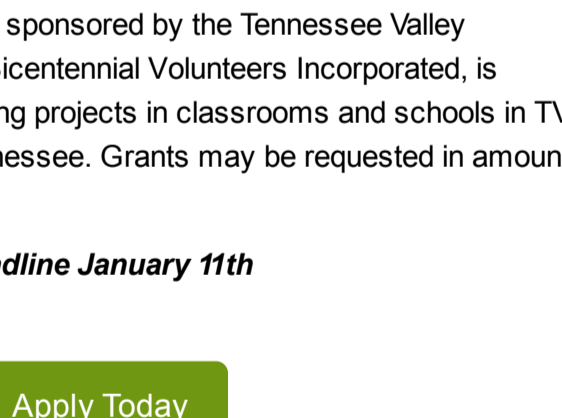 sponsored by the Tennessee Valley
icentennial Volunteers Incorporated, is
ng projects in classrooms and schools in TV
essee. Grants may be requested in amoun
dline January 11th
Apply Today